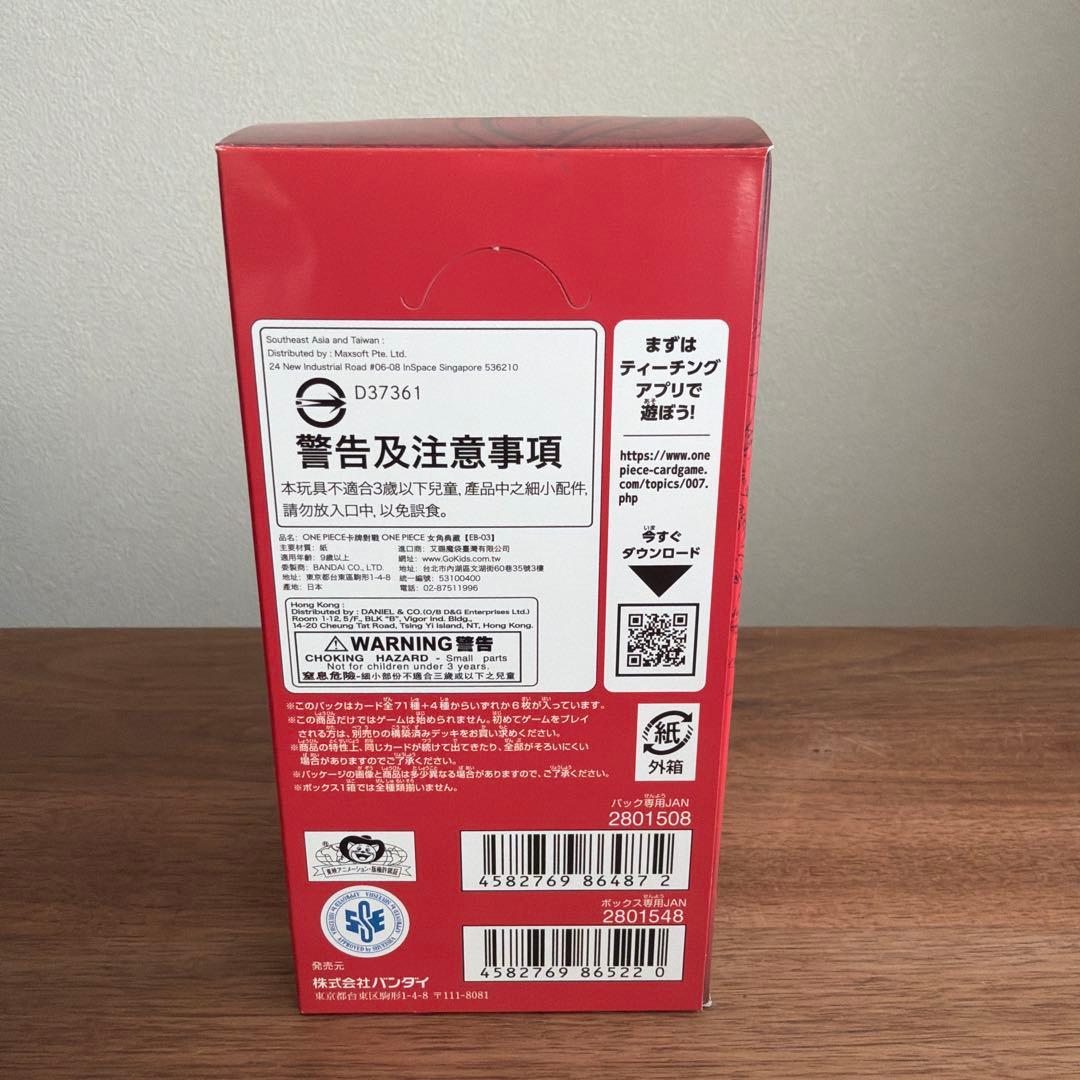 Southeast Asia and Taiwan :
Distributed by : Maxsoft Pte. Ltd.
24 New Industrial Road #06-08 InSpace Singapore 536210
D37361
警告及注意事項
本玩具不適合3歲以下兒童, 產品中之細小配件,
請勿放入口中, 以免誤食。
品名: ONE PIECE卡牌對戰 ONE PIECE 女角典藏【EB-03】
主要材質: 紙
適用年齡: 9歲以上
委製商: BANDAI CO., LTD.
地址: 東京都台東區駒形1-4-8
產地: 日本
進口商: 艾賜魔袋臺灣有限公司
網址: www.GoKids.com.tw
地址: 台北市內湖區文湖街60巷35號3樓
統一編號: 53100400
電話: 02-87511996
Hong Kong :
Distributed by : DANIEL & CO.(O/B D&G Enterprises Ltd.)
Room 1-12, 5/F., BLK "B", Vigor Ind. Bldg.,
14-20 Cheung Tat Road, Tsing Yi Island, NT, Hong Kong.
WARNING 警告
CHOKING HAZARD - Small parts
Not for children under 3 years.
窒息危險-細小部份不適合三歲或以下之兒童
まずは
ティーチング
アプリで
遊ぼう!
https://www.one
piece-cardgame.
com/topics/007.
php
今すぐ
ダウンロード
紙
外箱
※このパックはカード全71種+4種からいずれか6枚が入っています。
※この商品だけではゲームは始められません。初めてゲームをプレイ
される方は、別売りの構築済みデッキをお買い求めください。
※商品の特性上、同じカードが続けて出てきたり、全部がそろいにくい
場合がありますのでご了承ください。
※パッケージの画像と商品は多少異なる場合がありますので、ご了承ください。
※ボックス1箱では全種類揃いません。
パック専用JAN
2801508
4582769 864872
ボックス専用JAN
2801548
4582769 865220
東映アニメーション・版権許諾証
APPROVED by SHUEISHA
発売元
株式会社バンダイ
東京都台東区駒形1-4-8 〒111-8081